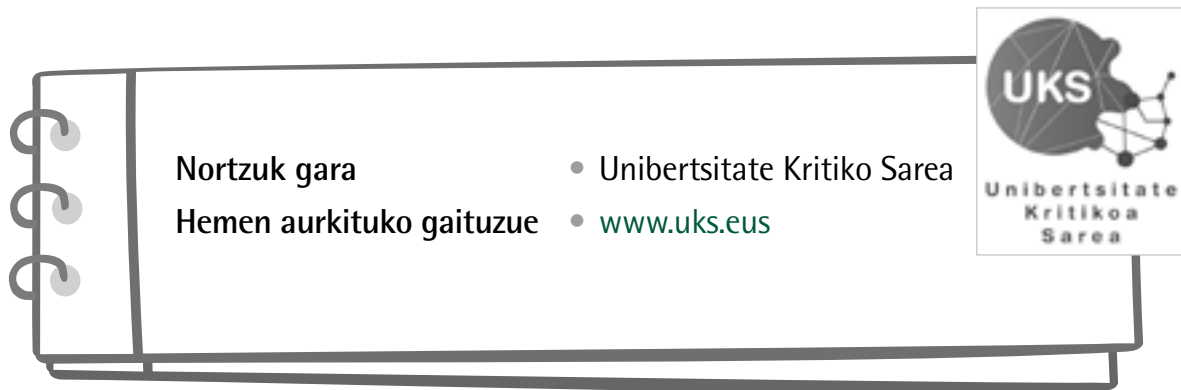 Nortzuk gara • Unibertsitate Kritiko Sarea
Hemen aurkituko gaituzue • www.uks.eus
UKS
Unibertsitate
Kritikoa
Sarea